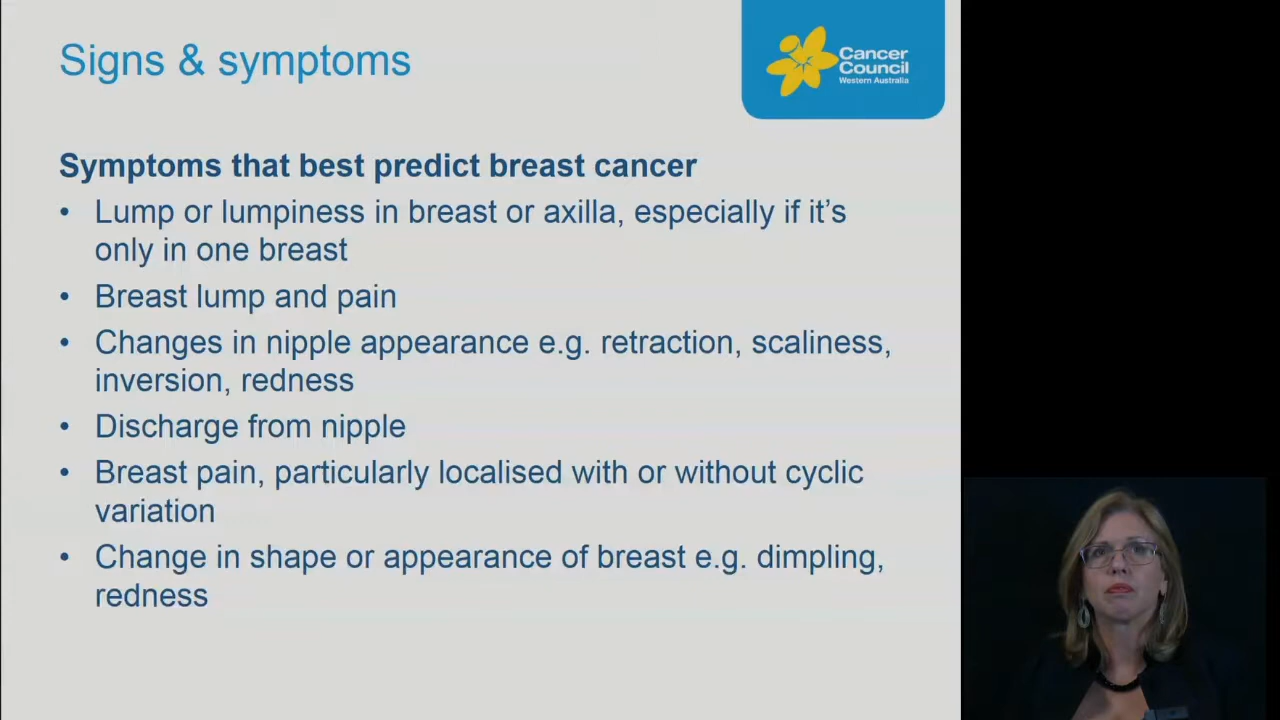 Signs & symptoms
Cancer
Council
Western Australia
Symptoms that best predict breast cancer
• Lump or lumpiness in breast or axilla, especially if it’s
only in one breast
• Breast lump and pain
• Changes in nipple appearance e.g. retraction, scaliness,
inversion, redness
• Discharge from nipple
• Breast pain, particularly localised with or without cyclic
variation
• Change in shape or appearance of breast e.g. dimpling,
redness